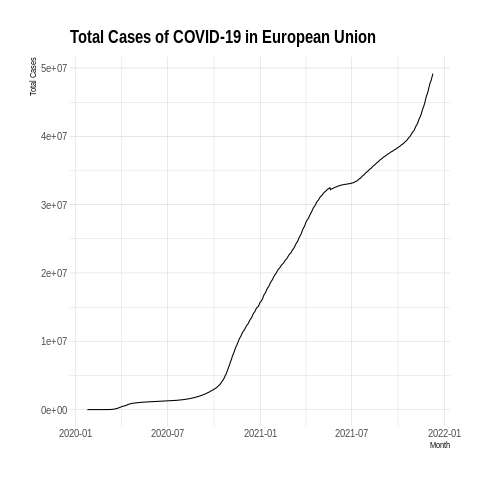 Total Cases of COVID-19 in European Union
Total Cases
5e+07
4e+07
3e+07
2e+07
1e+07
0e+00
2020-01 2020-07 2021-01 2021-07 2022-01
Month